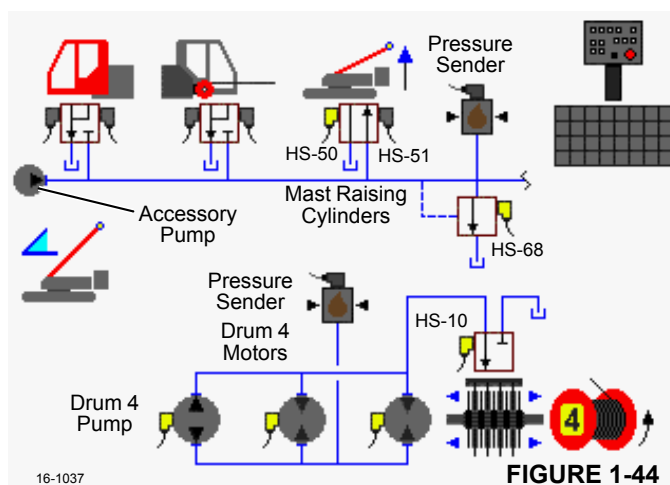 Pressure
Sender
HS-50
HS-51
Mast Raising
Cylinders
Accessory
Pump
HS-68
Pressure
Sender
HS-10
Drum 4
Motors
Drum 4
Pump
4
16-1037
FIGURE 1-44